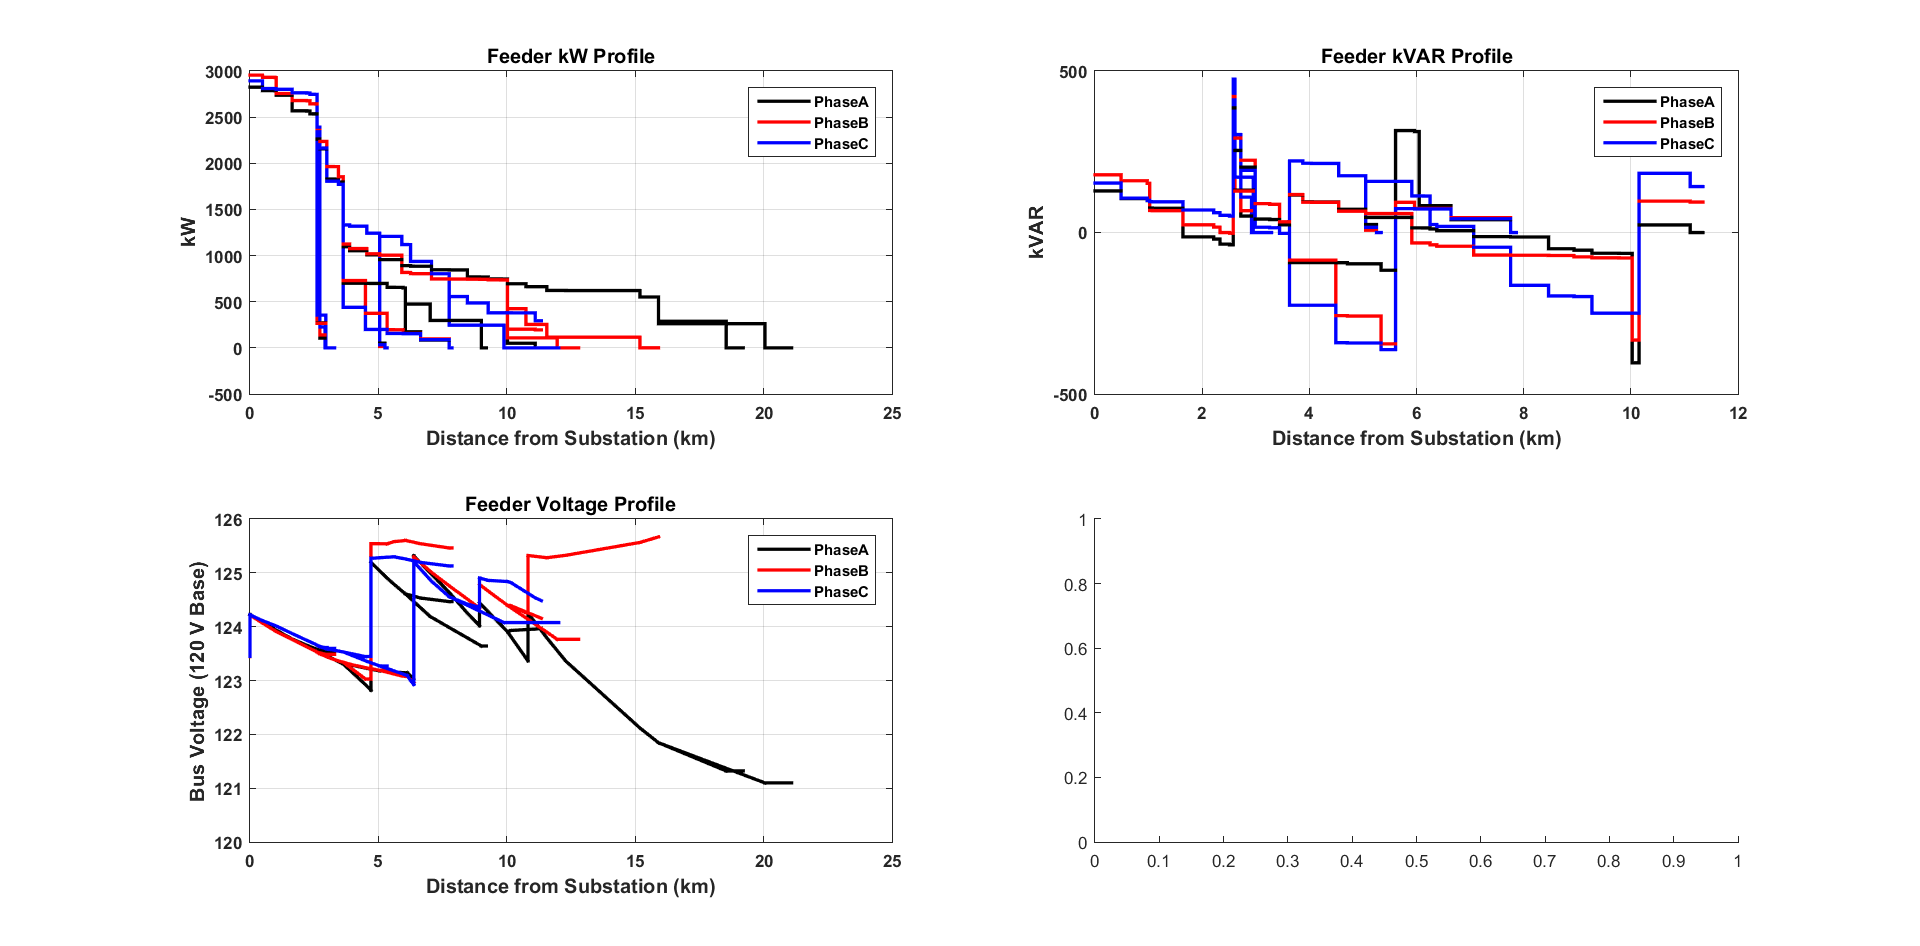 Feeder kW Profile
3000
2500
2000
1500
1000
500
0
-500
kW
0 5 10 15 20 25
Distance from Substation (km)
PhaseA
PhaseB
PhaseC
Feeder kVAR Profile
500
0
-500
kVAR
0 2 4 6 8 10 12
Distance from Substation (km)
PhaseA
PhaseB
PhaseC
Feeder Voltage Profile
126
125
124
123
122
121
120
Bus Voltage (120 V Base)
0 5 10 15 20 25
Distance from Substation (km)
PhaseA
PhaseB
PhaseC
1
0.8
0.6
0.4
0.2
0
0 0.1 0.2 0.3 0.4 0.5 0.6 0.7 0.8 0.9 1